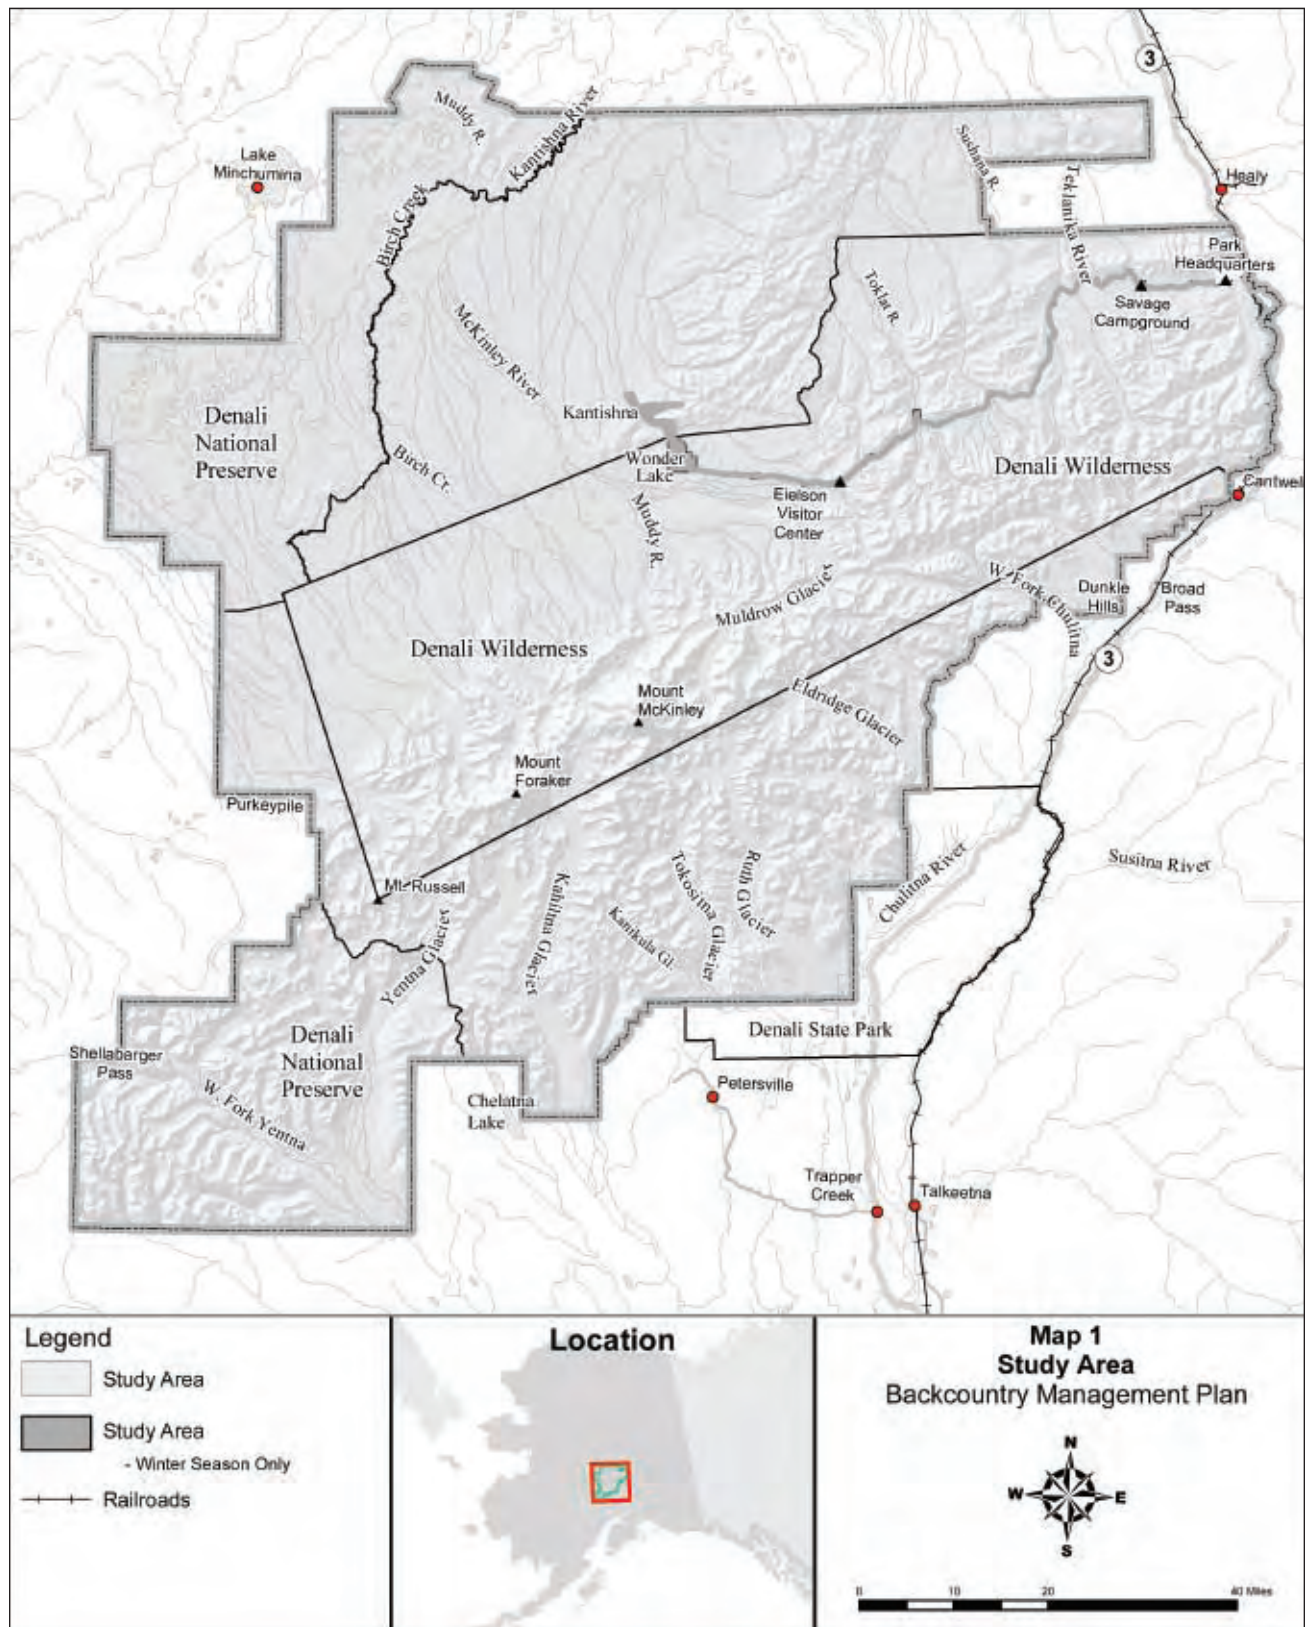 3
Muddy R.
Kantishna River
Lake
Minchumina
Sushana R.
Teklanika River
Healy
Birch Creek
Park
Headquarters
Toklat R.
Savage
Campground
McKinley River
Kantishna
Denali
National
Preserve
Birch Cr.
Wonder
Lake
Denali Wilderness
Cantwell
Eielson
Visitor
Center
Muddy R.
W. Fork Chulitna
Dunkle
Hills
Broad
Pass
Muldrow Glacier
Denali Wilderness
3
Mount
McKinley
Eldridge Glacier
Mount
Foraker
Purkeypile
Mt. Russell
Kahiltna Glacier
Tokositna Glacier
Ruth Glacier
Chulitna River
Susitna River
Kanikula Gl.
Yentna Glacier
Denali
National
Preserve
Denali State Park
Shellabarger
Pass
W. Fork Yentna
Chelatna
Lake
Petersville
Trapper
Creek
Talkeetna
Legend
Study Area
Study Area
- Winter Season Only
Railroads
Location
Map 1
Study Area
Backcountry Management Plan
N
W
E
S
0 10 20 40 Miles